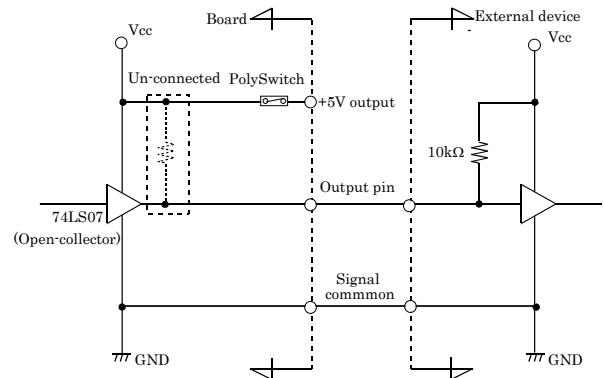 Board
External device
Vcc
Vcc
Un-connected
PolySwitch
+5V output
10kΩ
Output pin
74LS07
(Open-collector)
Signal
commmon
GND
GND